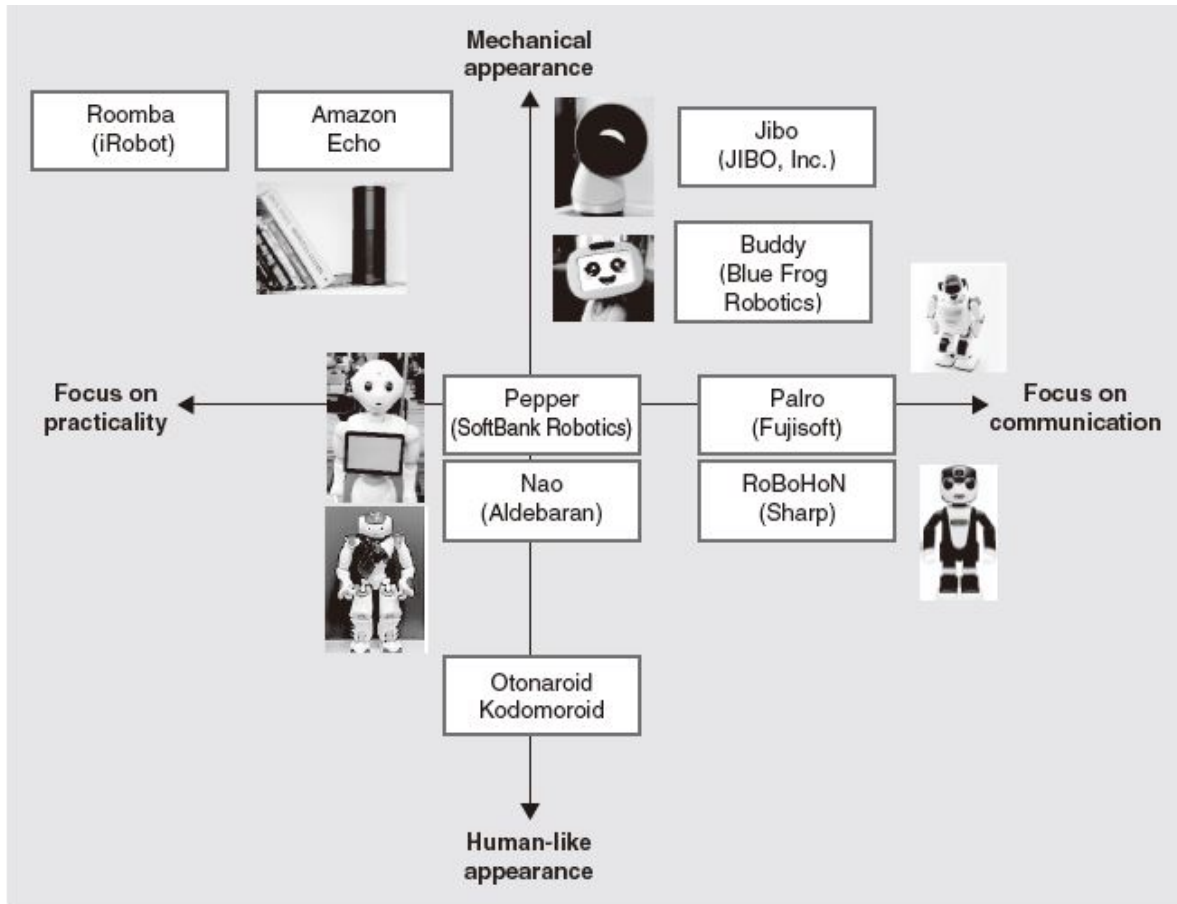 Mechanical
appearance
Roomba
(iRobot)
Amazon
Echo
Jibo
(JIBO, Inc.)
Buddy
(Blue Frog
Robotics)
Focus on
practicality
Pepper
(SoftBank Robotics)
Palro
(Fujisoft)
Focus on
communication
Nao
(Aldebaran)
RoBoHoN
(Sharp)
Otonaroid
Kodomoroid
Human-like
appearance